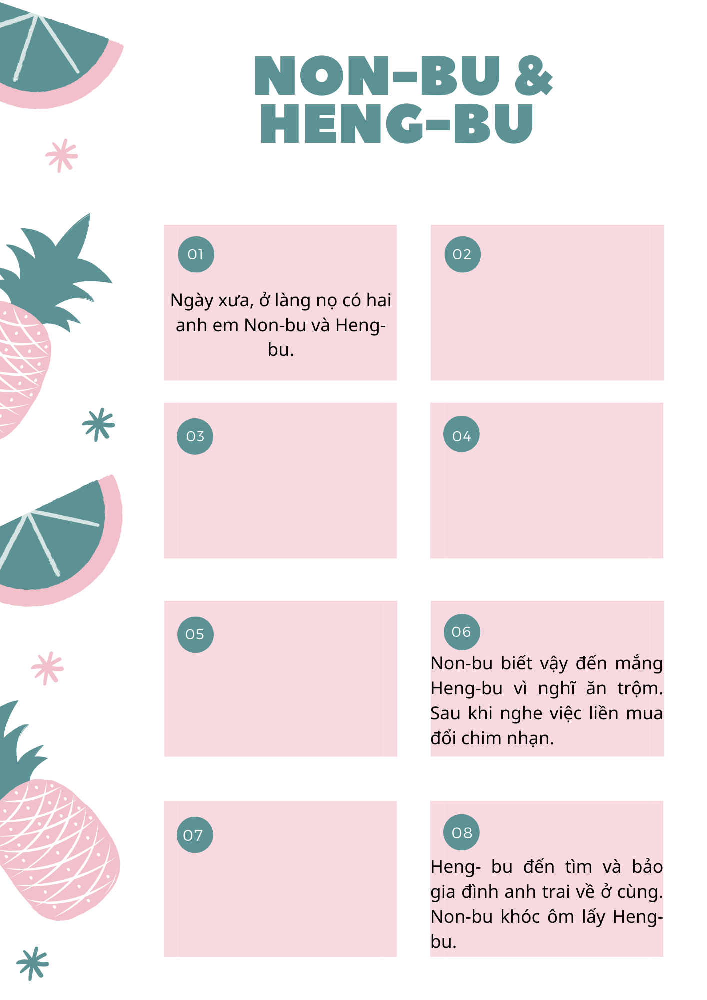 NON-BU &
HENG-BU
01
Ngày xưa, ở làng nọ có hai
anh em Non-bu và Heng-
bu.
02
03
04
05
06
Non-bu biết vậy đến mắng
Heng-bu vì nghĩ ăn trộm.
Sau khi nghe việc liền mua
đổi chim nhạn.
07
08
Heng- bu đến tìm và bảo
gia đình anh trai về ở cùng.
Non-bu khóc ôm lấy Heng-
bu.